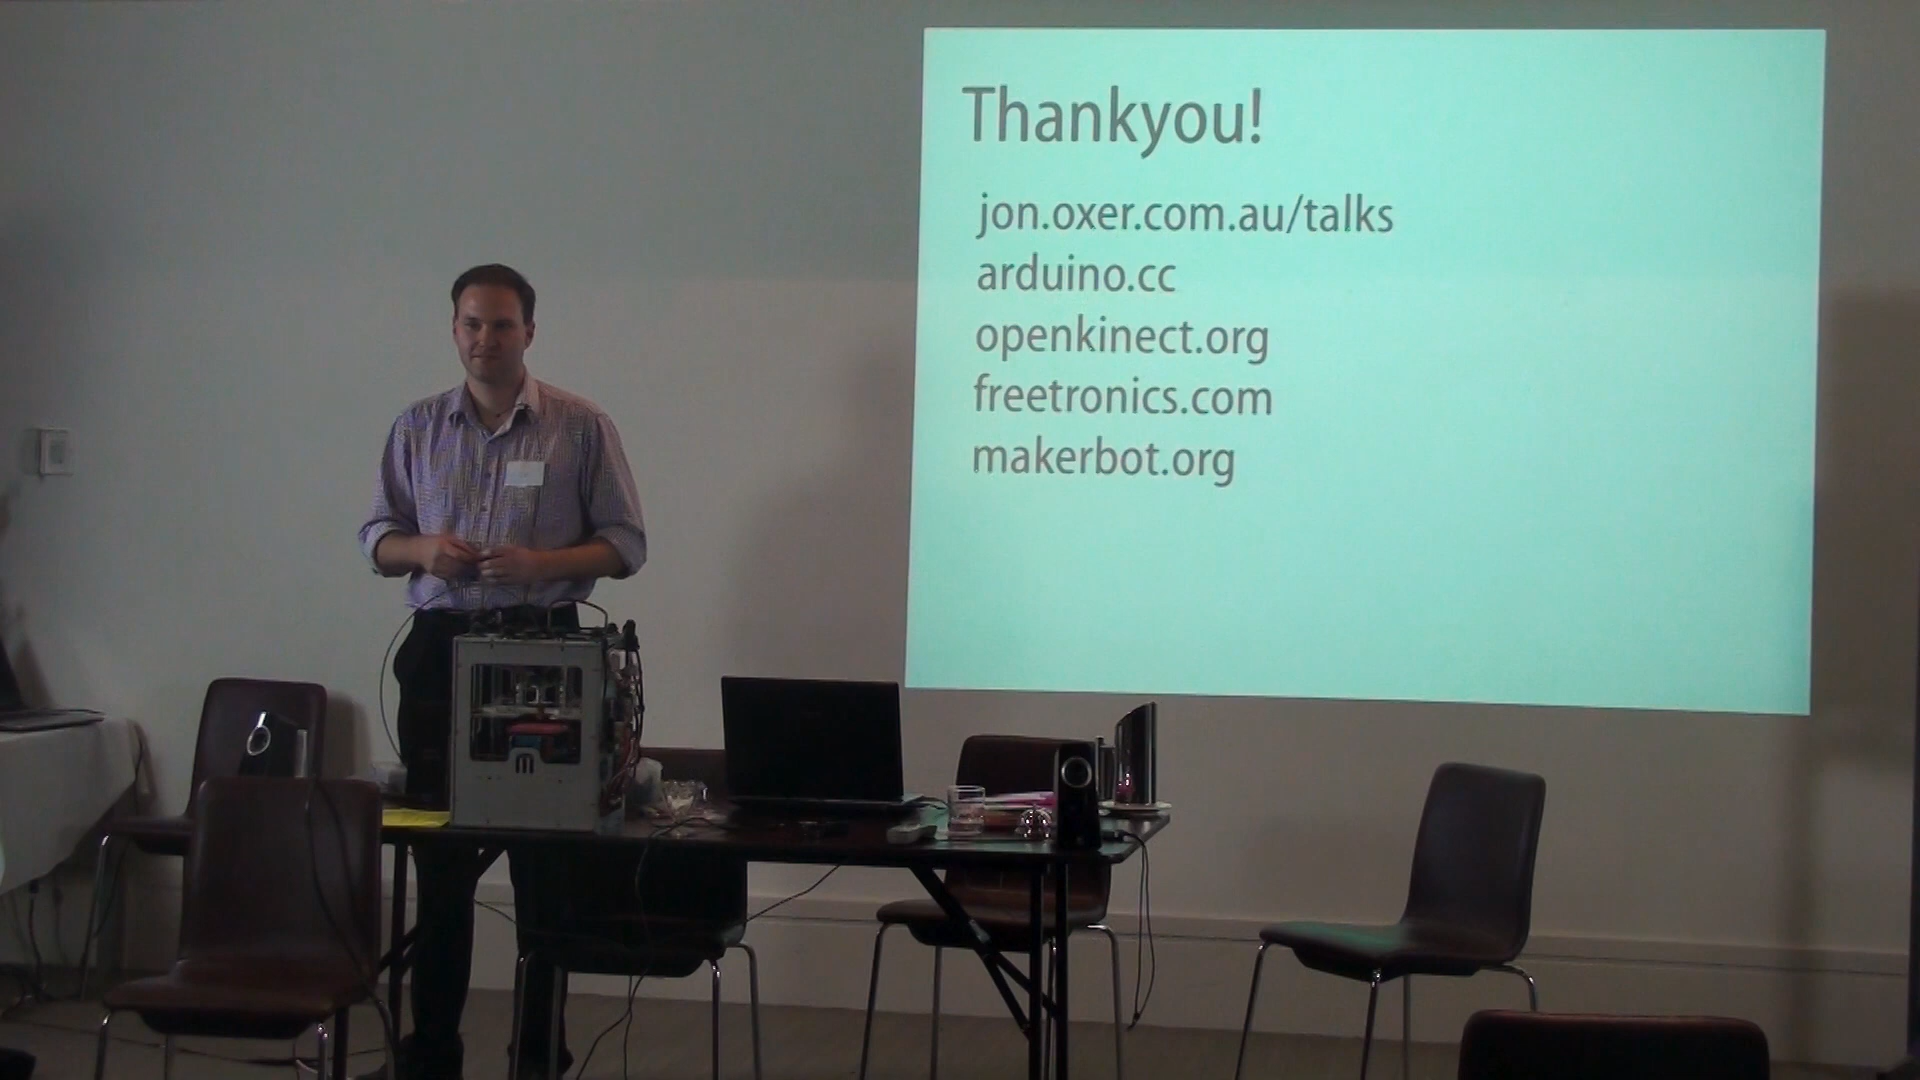 Thankyou!
jon.oxer.com.au/talks
arduino.cc
openkinect.org
freetronics.com
makerbot.org